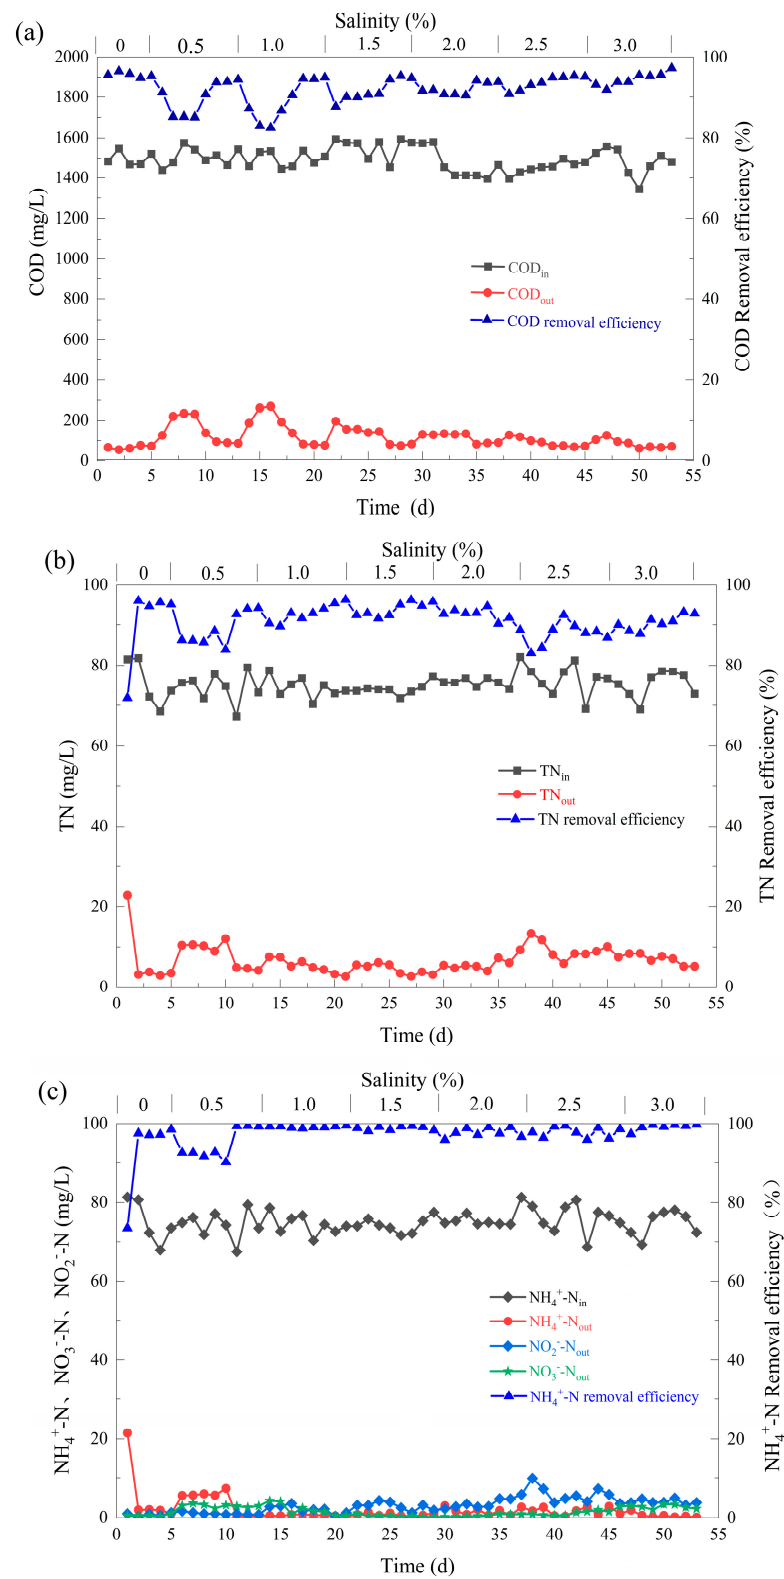 (a)
Salinity (%)
0 0.5 1.0 1.5 2.0 2.5 3.0
2000 100
1800
1600 80
1400
1200 60
1000
800 40
600
400 20
200
0 0
COD (mg/L)
COD Removal efficiency (%)
CODin
CODout
COD removal efficiency
0 5 10 15 20 25 30 35 40 45 50 55
Time (d)
(b)
Salinity (%)
0 0.5 1.0 1.5 2.0 2.5 3.0
100 100
80 80
60 60
40 40
20 20
0 0
TN (mg/L)
TN Removal efficiency (%)
TNin
TNout
TN removal efficiency
0 5 10 15 20 25 30 35 40 45 50 55
Time (d)
(c)
Salinity (%)
0 0.5 1.0 1.5 2.0 2.5 3.0
100 100
80 80
60 60
40 40
20 20
0 0
NH₄⁺-N、NO₃⁻-N、NO₂⁻-N (mg/L)
NH₄⁺-N Removal efficiency (%)
NH₄⁺-Nin
NH₄⁺-Nout
NO₂⁻-Nout
NO₃⁻-Nout
NH₄⁺-N removal efficiency
0 5 10 15 20 25 30 35 40 45 50 55
Time (d)